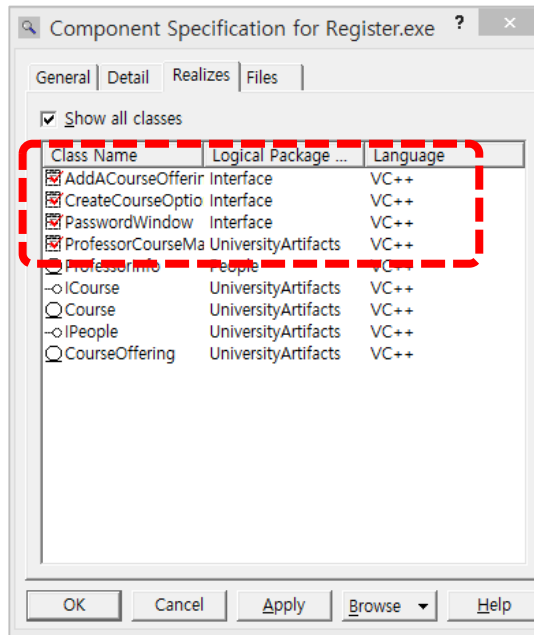 Component Specification for Register.exe ? ×
General Detail Realizes Files
Show all classes
Class Name Logical Package ... Language
AddACourseOfferir Interface VC++
CreateCourseOptio Interface VC++
PasswordWindow Interface VC++
ProfessorCourseMa UniversityArtifacts VC++
ProfessorInfo People VC++
ICourse UniversityArtifacts VC++
Course UniversityArtifacts VC++
IPeople UniversityArtifacts VC++
CourseOffering UniversityArtifacts VC++
OK Cancel Apply Browse Help